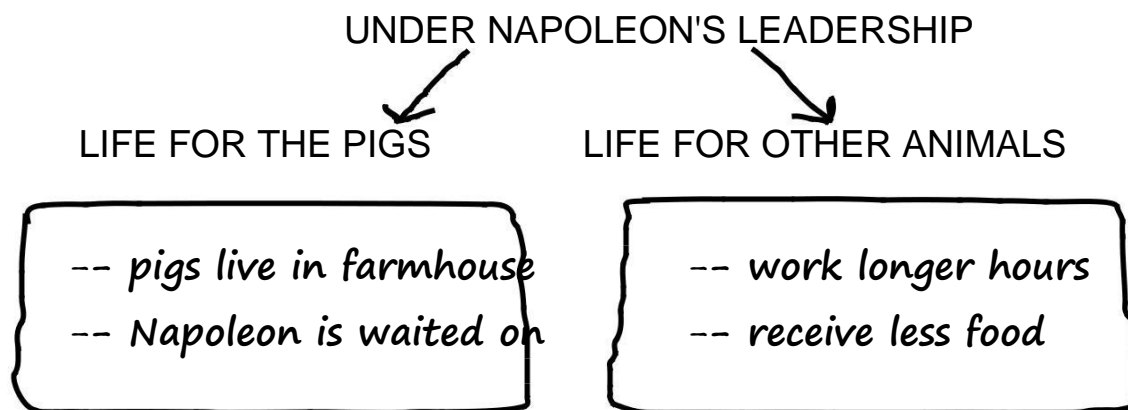 UNDER NAPOLEON'S LEADERSHIP
LIFE FOR THE PIGS
LIFE FOR OTHER ANIMALS
-- pigs live in farmhouse
-- Napoleon is waited on
-- work longer hours
-- receive less food